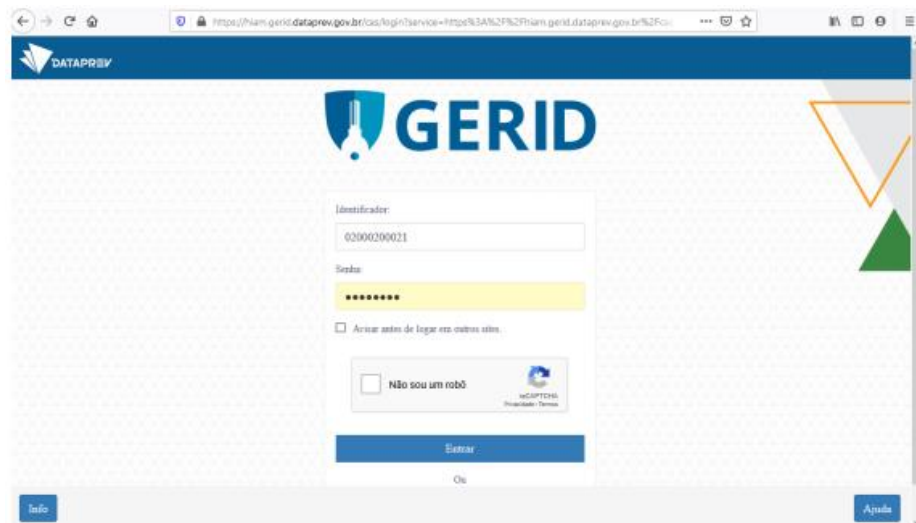 https://hiam.gerid.dataprev.gov.br/cas/login?service=https%3A%2F%2Fhiam.gerid.dataprev.gov.br%2Fcas
DATAPREV
GERID
Identificador:
02000200021
Senha:
••••••••
Avisar antes de logar em outros sites.
Não sou um robô
reCAPTCHA
Privacidade - Termos
Entrar
Ou
Info
Ajuda